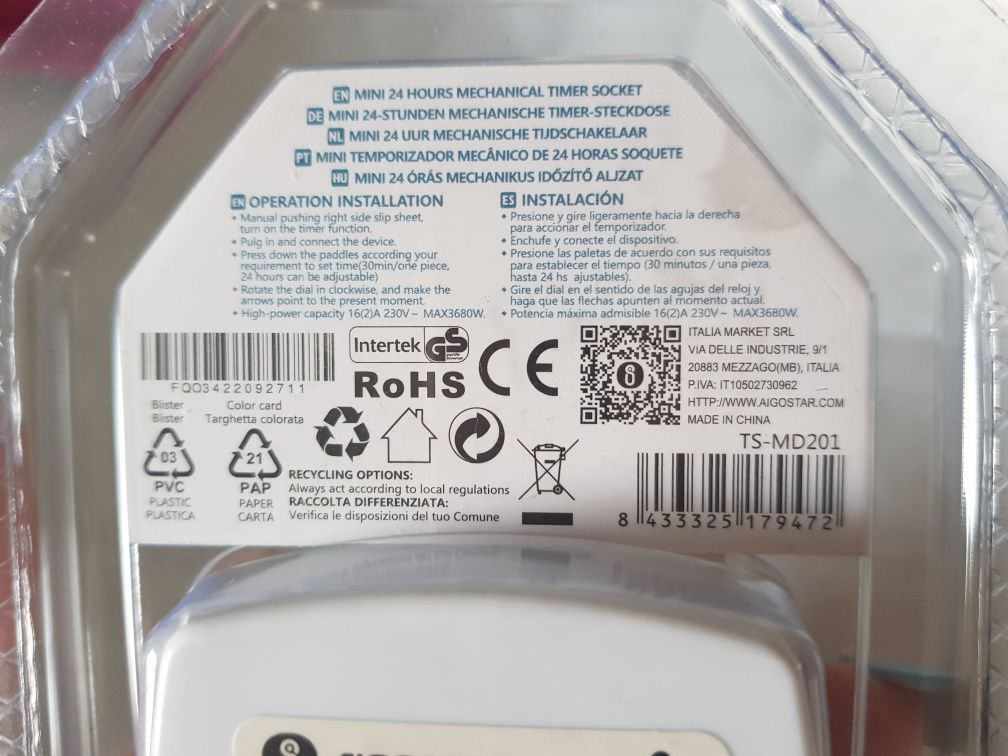 EN MINI 24 HOURS MECHANICAL TIMER SOCKET
DE MINI 24-STUNDEN MECHANISCHE TIMER-STECKDOSE
NL MINI 24 UUR MECHANISCHE TIJDSCHAKELAAR
PT MINI TEMPORIZADOR MECÂNICO DE 24 HORAS SOQUETE
HU MINI 24 ÓRÁS MECHANIKUS IDŐZÍTŐ ALJZAT
EN OPERATION INSTALLATION
• Manual pushing right side slip sheet,
turn on the timer function.
• Pulg in and connect the device.
• Press down the paddles according your
requirement to set time(30min/one piece,
24 hours can be adjustable)
• Rotate the dial in clockwise, and make the
arrows point to the present moment.
• High-power capacity 16(2)A 230V~ MAX3680W.
ES INSTALACIÓN
• Presione y gire ligeramente hacia la derecha
para accionar el temporizador.
• Enchufe y conecte el dispositivo.
• Presione las paletas de acuerdo con sus requisitos
para establecer el tiempo (30 minutos / una pieza,
hasta 24 hs ajustables).
• Gire el dial en el sentido de las agujas del reloj y
haga que las flechas apunten al momento actual.
• Potencia máxima admisible 16(2)A 230V~ MAX3680W.
FQ03422092711
Intertek GS
geprüfte
Sicherheit
RoHS
CE
ITALIA MARKET SRL
VIA DELLE INDUSTRIE, 9/1
20883 MEZZAGO(MB), ITALIA
P.IVA: IT10502730962
HTTP://WWW.AIGOSTAR.COM
MADE IN CHINA
TS-MD201
8 433325 179472
Blister
Blister
03
PVC
PLASTIC
PLASTICA
Color card
Targhetta colorata
21
PAP
PAPER
CARTA
RECYCLING OPTIONS:
Always act according to local regulations
RACCOLTA DIFFERENZIATA:
Verifica le disposizioni del tuo Comune